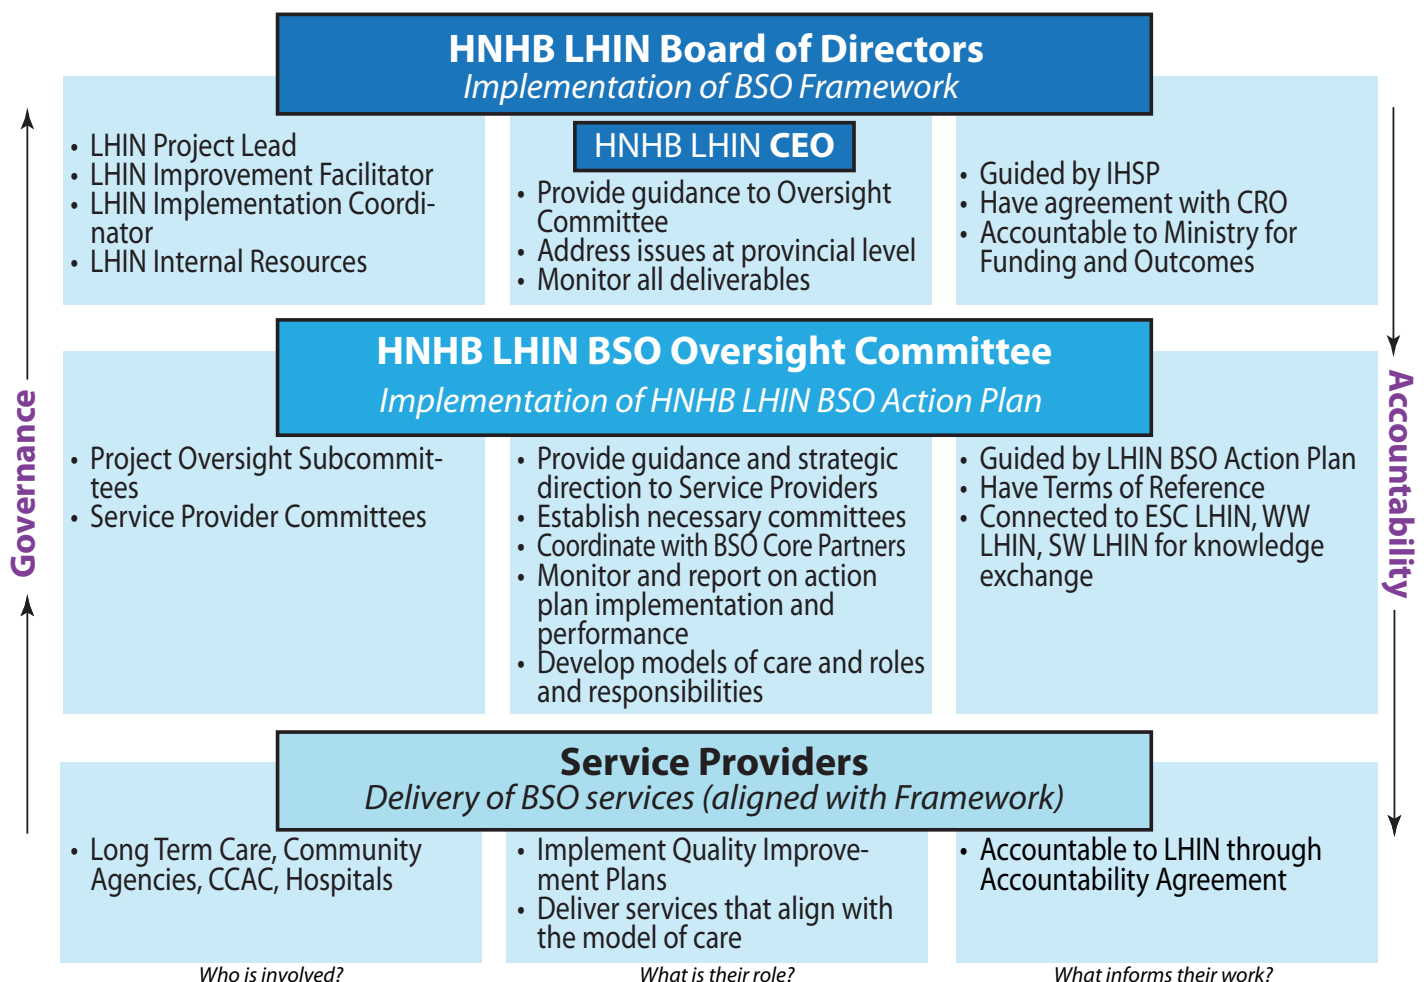 HNHB LHIN Board of Directors
Implementation of BSO Framework
• LHIN Project Lead
• LHIN Improvement Facilitator
• LHIN Implementation Coordi-
nator
• LHIN Internal Resources
HNHB LHIN CEO
• Provide guidance to Oversight
Committee
• Address issues at provincial level
• Monitor all deliverables
• Guided by IHSP
• Have agreement with CRO
• Accountable to Ministry for
Funding and Outcomes
HNHB LHIN BSO Oversight Committee
Implementation of HNHB LHIN BSO Action Plan
• Project Oversight Subcommit-
tees
• Service Provider Committees
• Provide guidance and strategic
direction to Service Providers
• Establish necessary committees
• Coordinate with BSO Core Partners
• Monitor and report on action
plan implementation and
performance
• Develop models of care and roles
and responsibilities
• Guided by LHIN BSO Action Plan
• Have Terms of Reference
• Connected to ESC LHIN, WW
LHIN, SW LHIN for knowledge
exchange
Governance
Accountability
Service Providers
Delivery of BSO services (aligned with Framework)
• Long Term Care, Community
Agencies, CCAC, Hospitals
• Implement Quality Improve-
ment Plans
• Deliver services that align with
the model of care
• Accountable to LHIN through
Accountability Agreement
Who is involved?
What is their role?
What informs their work?